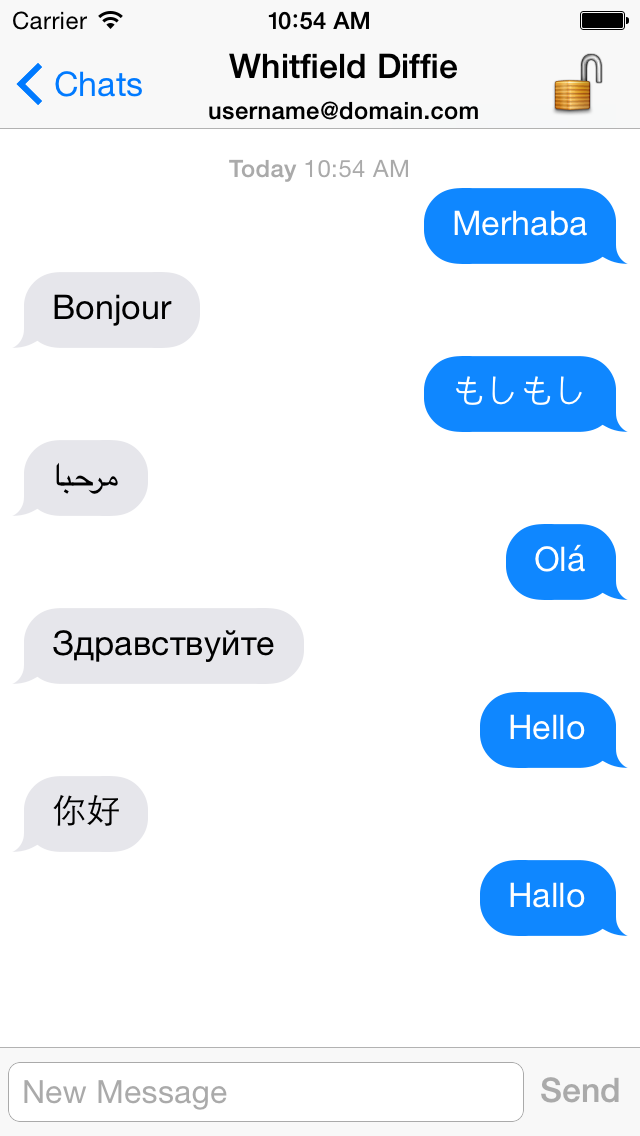 Carrier 10:54 AM
Chats
Whitfield Diffie
username@domain.com
Today 10:54 AM
Merhaba
Bonjour
もしもし
مرحبا
Olá
Здравствуйте
Hello
你好
Hallo
New Message
Send